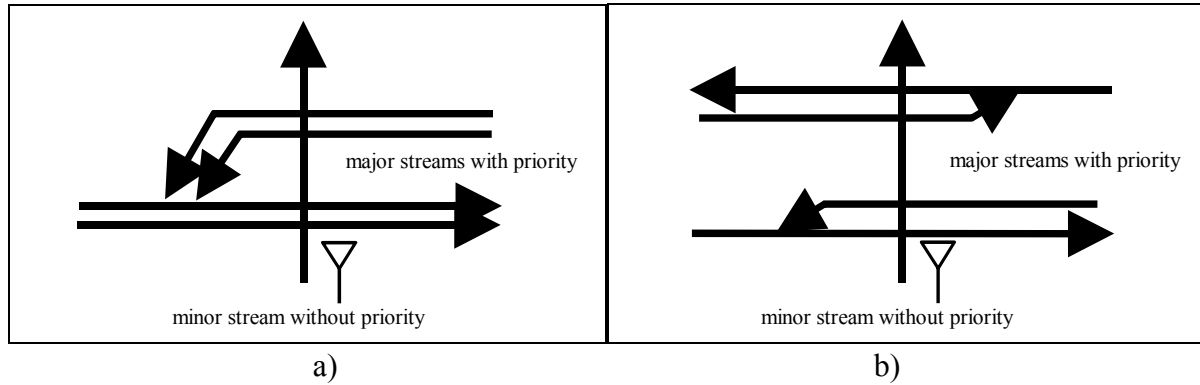 major streams with priority
minor stream without priority
major streams with priority
minor stream without priority
a)
b)